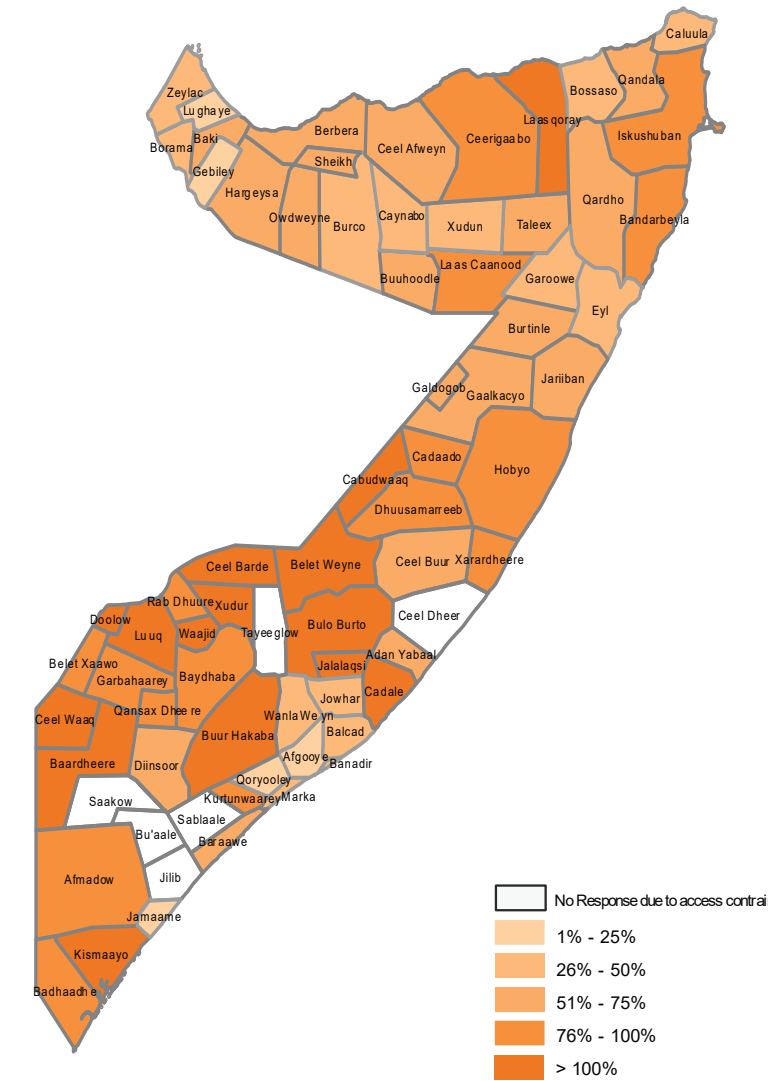 Caluula
Qandala
Bossaso
Zeylac
Lughaye
Laasqoray
Berbera
Iskushuban
Baki
Ceerigaabo
Borama
Ceel Afweyn
Sheikh
Gebiley
Hargeysa
Qardho
Owdweyne
Caynabo
Bandarbeyla
Burco
Xudun
Taleex
Laas Caanood
Buuhoodle
Garoowe
Eyl
Burtinle
Jariiban
Galdogob
Gaalkacyo
Cadaado
Hobyo
Cabudwaaq
Dhuusamarreeb
Ceel Barde
Belet Weyne
Ceel Buur
Xarardheere
Rab Dhuure
Xudur
Ceel Dheer
Doolow
Luuq
Waajid
Tayeeglow
Bulo Burto
Adan Yabaal
Belet Xaawo
Jalalaqsi
Garbahaarey
Baydhaba
Cadale
Jowhar
Qansax Dheere
WanlaWeyn
Ceel Waaq
Buur Hakaba
Balcad
Afgooye
Baardheere
Diinsoor
Banadir
Qoryooley
Saakow
Kurtunwaarey
Marka
Sablaale
Bu'aale
Baraawe
Afmadow
Jilib
Jamaame
Kismaayo
Badhaadhe
No Response due to access contrai
1% - 25%
26% - 50%
51% - 75%
76% - 100%
> 100%